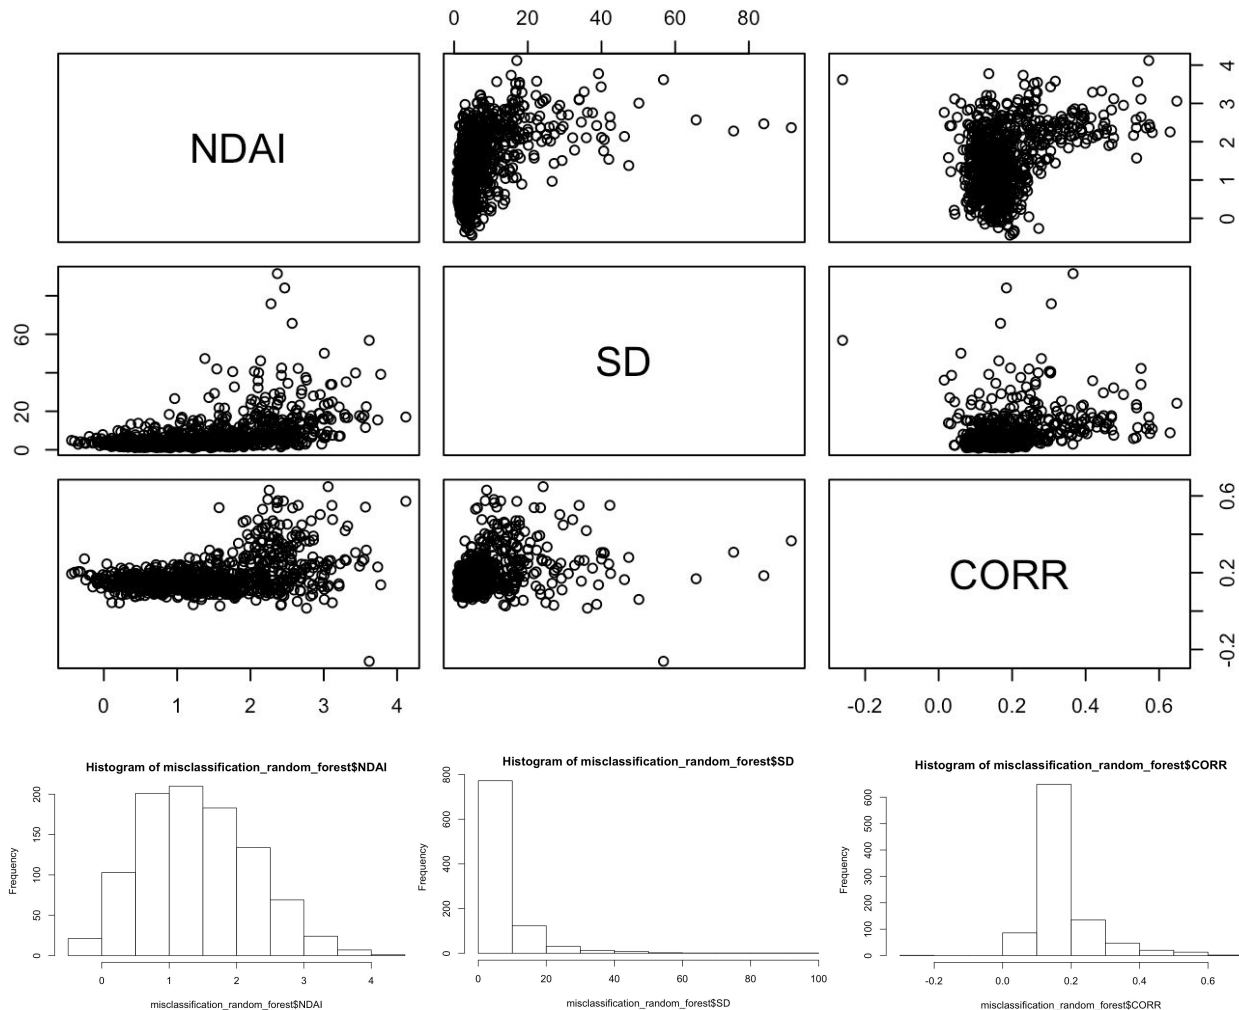 0 20 40 60 80
NDAI
0 1 2 3 4
0 20 60
SD
CORR
-0.2 0.2 0.6
0 1 2 3 4
-0.2 0.0 0.2 0.4 0.6
Histogram of misclassification_random_forest$NDAI
Frequency
0 50 100 150 200
0 1 2 3 4
misclassification_random_forest$NDAI
Histogram of misclassification_random_forest$SD
Frequency
0 200 400 600 800
0 20 40 60 80 100
misclassification_random_forest$SD
Histogram of misclassification_random_forest$CORR
Frequency
0 100 200 300 400 500 600
-0.2 0.0 0.2 0.4 0.6
misclassification_random_forest$CORR